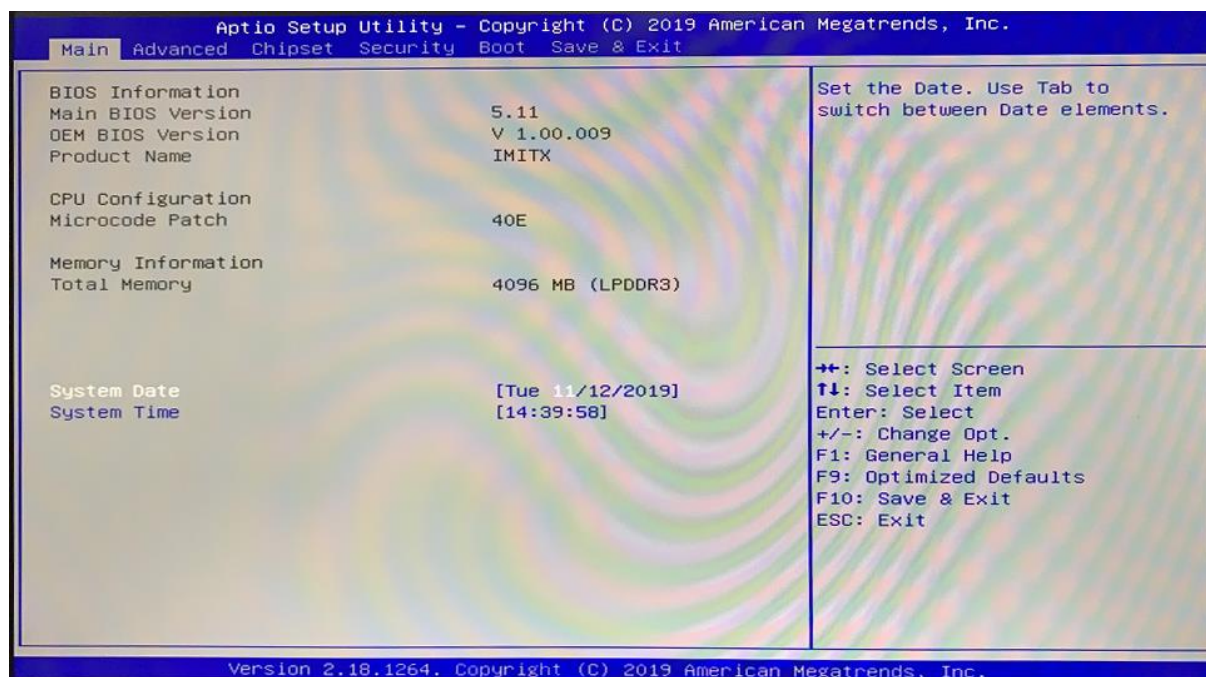 Aptio Setup Utility – Copyright (C) 2019 American Megatrends, Inc.
Main Advanced Chipset Security Boot Save & Exit
BIOS Information
Main BIOS Version 5.11
OEM BIOS Version V 1.00.009
Product Name IMITX
CPU Configuration
Microcode Patch 40E
Memory Information
Total Memory 4096 MB (LPDDR3)
System Date [Tue 11/12/2019]
System Time [14:39:58]
Set the Date. Use Tab to
switch between Date elements.
→←: Select Screen
↑↓: Select Item
Enter: Select
+/-: Change Opt.
F1: General Help
F9: Optimized Defaults
F10: Save & Exit
ESC: Exit
Version 2.18.1264. Copyright (C) 2019 American Megatrends, Inc.